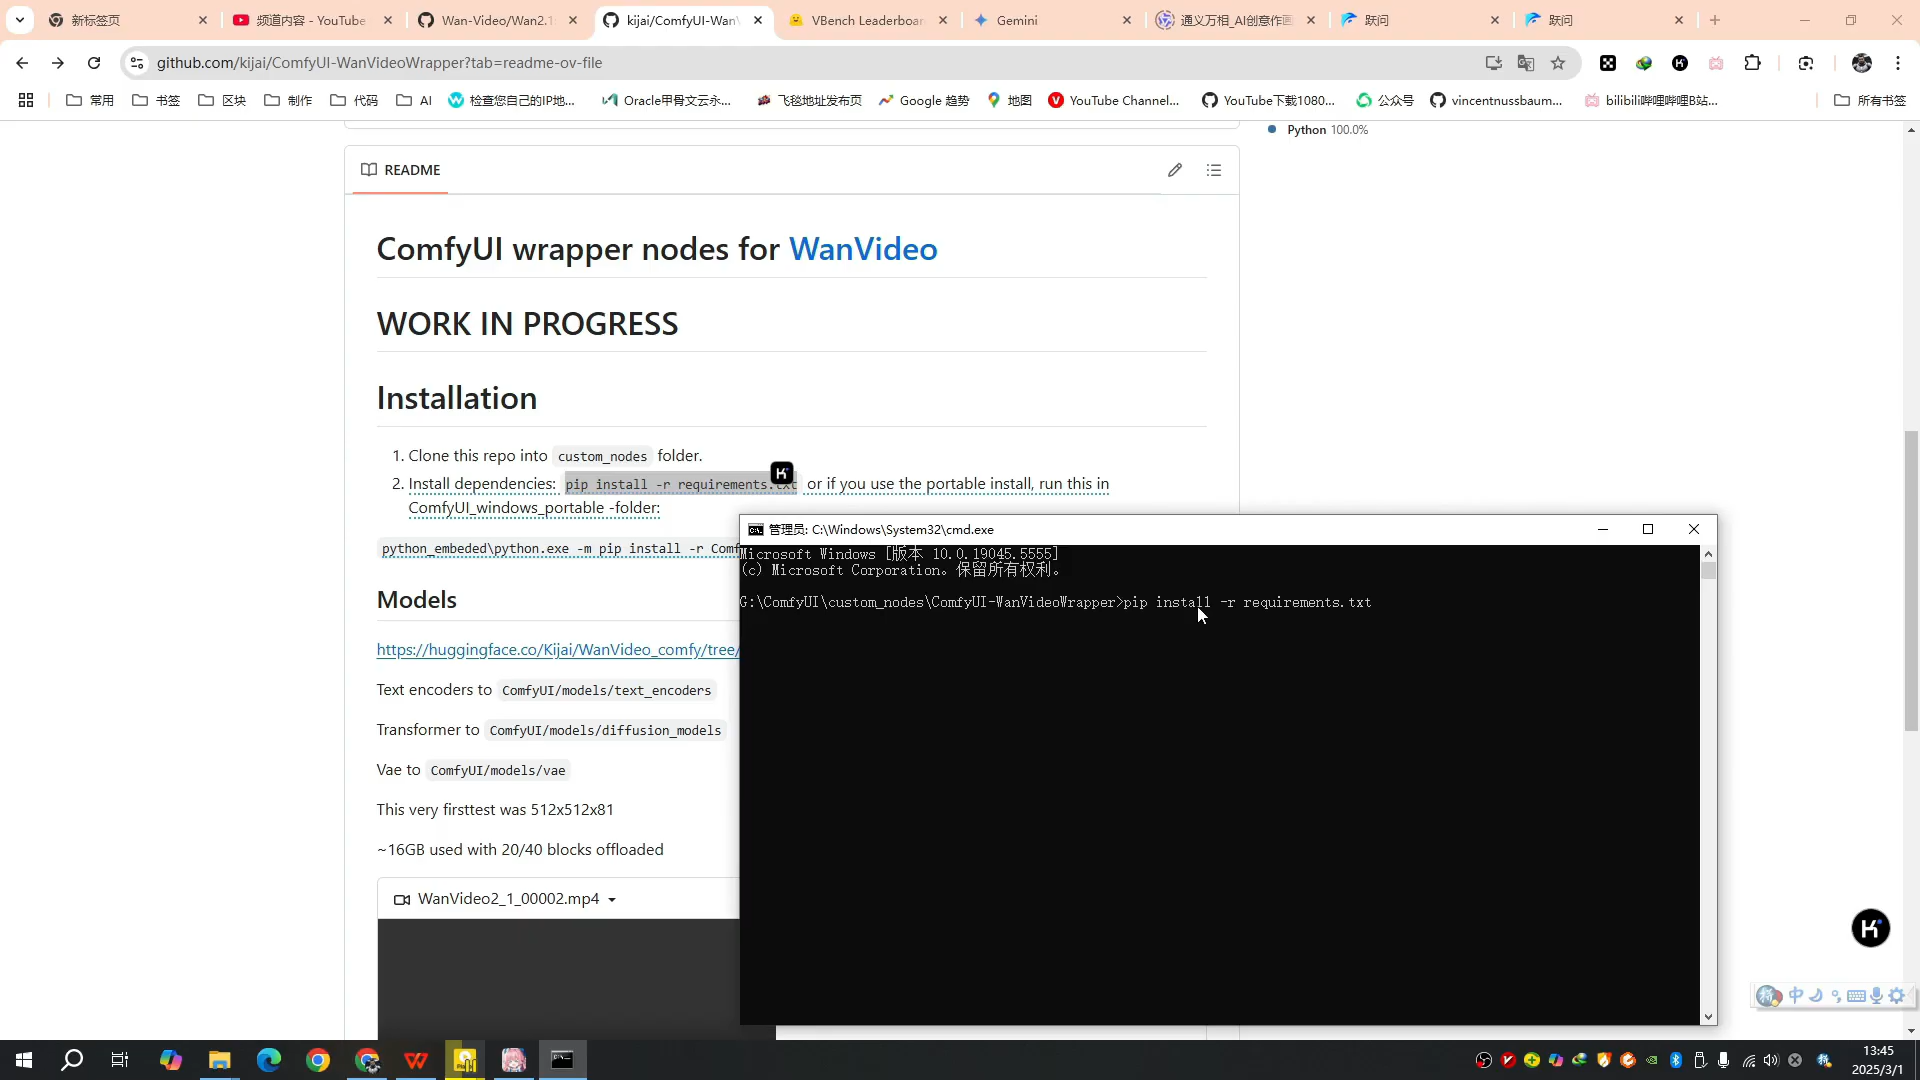 新标签页
频道内容 - YouTube
Wan-Video/Wan2.1
kijai/ComfyUI-Wan
VBench Leaderboar
Gemini
通义万相_AI创意作画
跃问
跃问
github.com/kijai/ComfyUI-WanVideoWrapper?tab=readme-ov-file
常用
书签
区块
制作
代码
AI
检查您自己的IP地...
Oracle甲骨文云永...
飞毯地址发布页
Google 趋势
地图
YouTube Channel...
YouTube下载1080...
公众号
vincentnussbaum...
bilibili哔哩哔哩B站...
所有书签
Python 100.0%
README
ComfyUI wrapper nodes for WanVideo
WORK IN PROGRESS
Installation
1. Clone this repo into custom_nodes folder.
2. Install dependencies: pip install -r requirements.txt or if you use the portable install, run this in
ComfyUI_windows_portable -folder:
python_embeded\python.exe -m pip install -r Comf
Models
https://huggingface.co/Kijai/WanVideo_comfy/tree/
Text encoders to ComfyUI/models/text_encoders
Transformer to ComfyUI/models/diffusion_models
Vae to ComfyUI/models/vae
This very firsttest was 512x512x81
~16GB used with 20/40 blocks offloaded
WanVideo2_1_00002.mp4
管理员: C:\Windows\System32\cmd.exe
Microsoft Windows [版本 10.0.19045.5555]
(c) Microsoft Corporation。保留所有权利。
G:\ComfyUI\custom_nodes\ComfyUI-WanVideoWrapper>pip install -r requirements.txt
中
13:45
2025/3/1